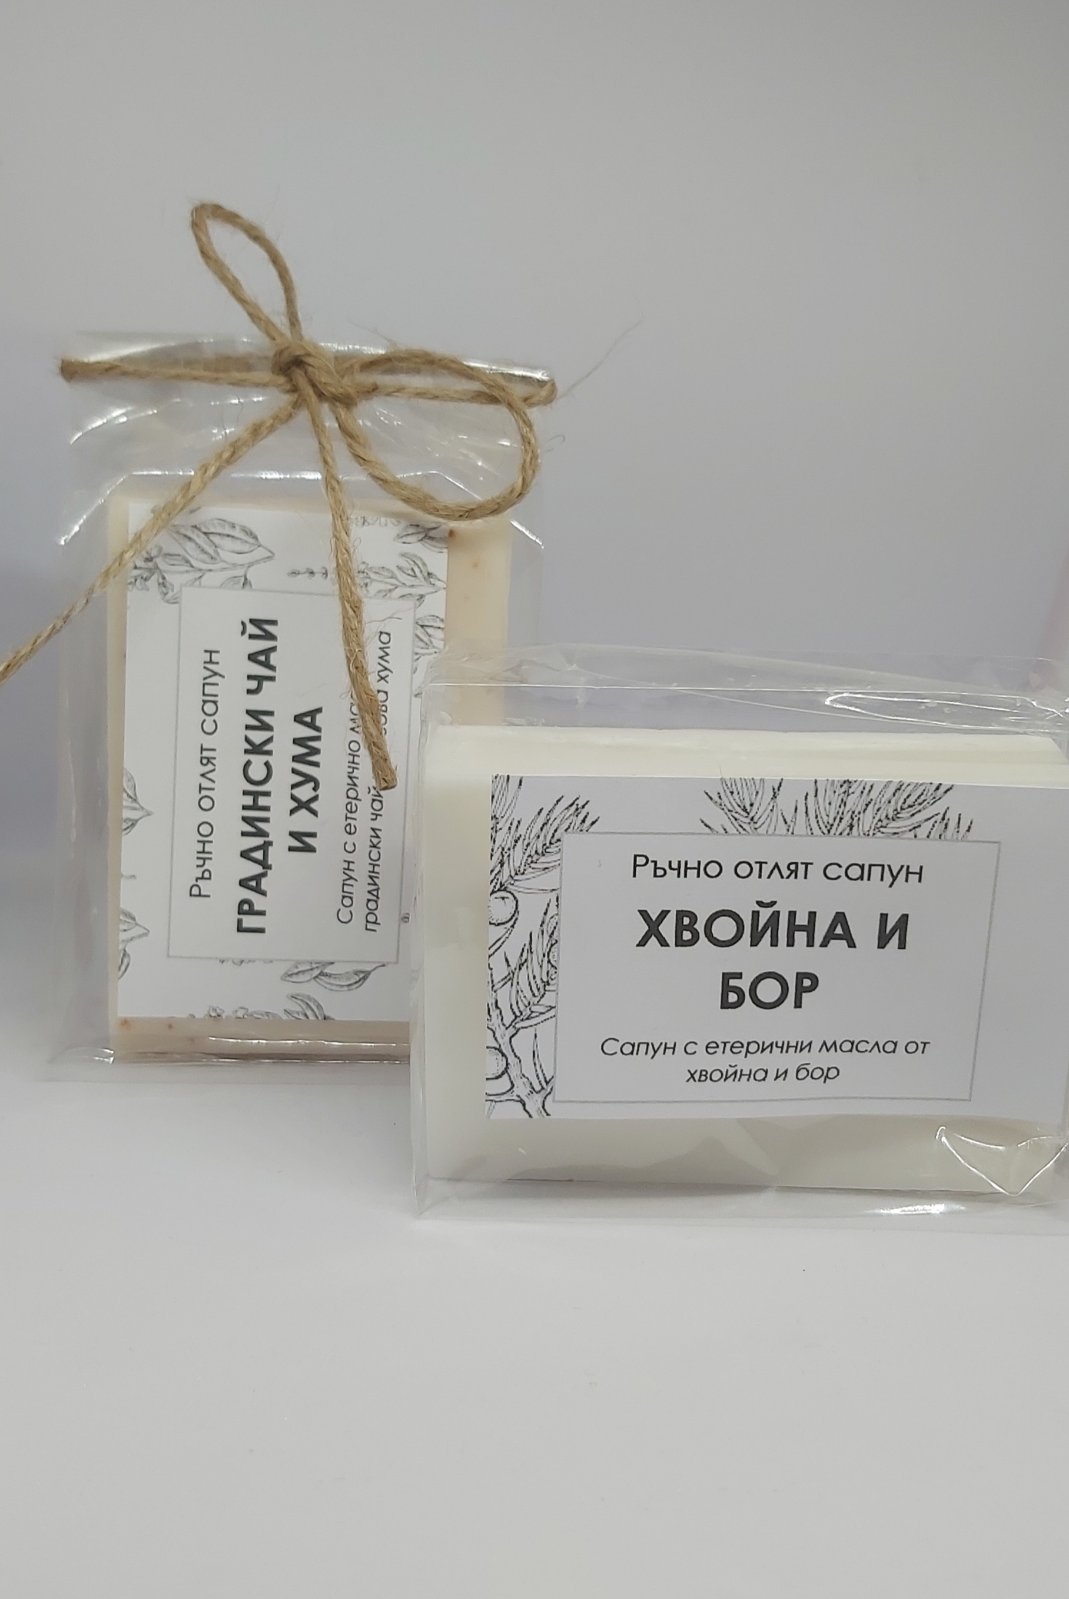 Ръчно отлят сапун
ГРАДИНСКИ ЧАЙ
И ХУМА
Сапун с етерично
градински чай хума
Ръчно отлят сапун
ХВОЙНА И
БОР
Сапун с етерични масла от
хвойна и бор